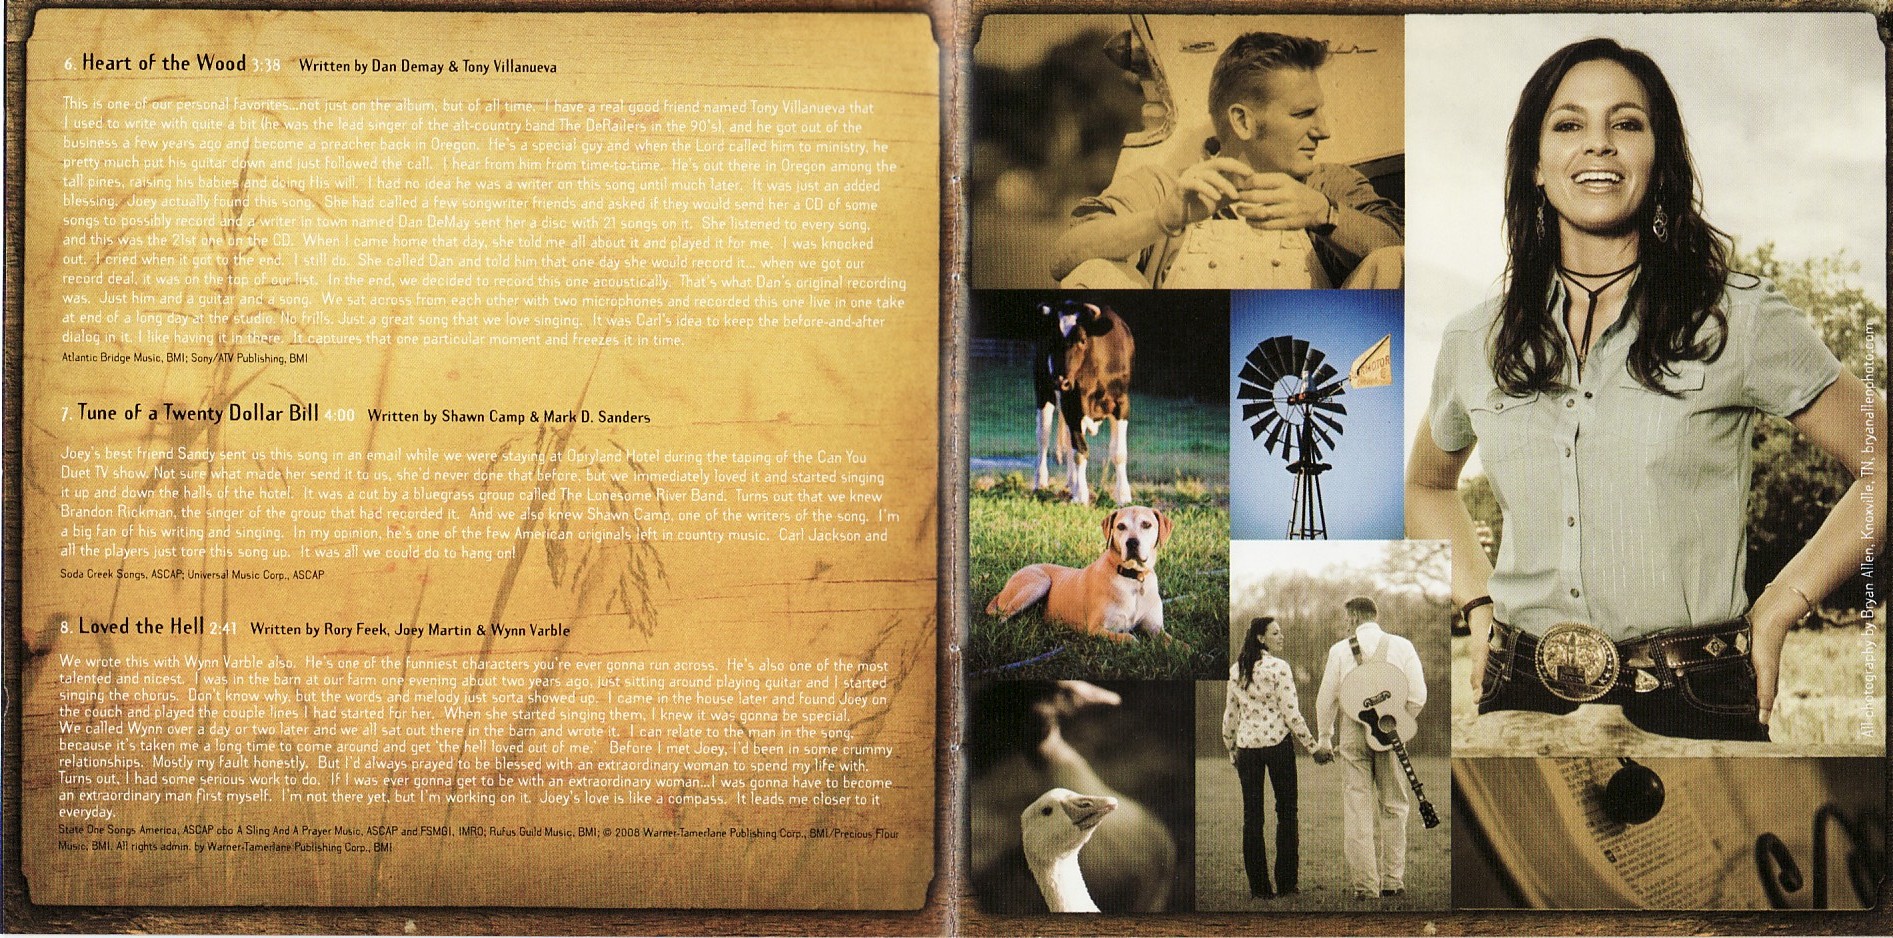 6. Heart of the Wood 3:38 Written by Dan Demay & Tony Villanueva
This is one of our personal favorites...not just on the album, but of all time. I have a real good friend named Tony Villanueva that
I used to write with quite a bit (he was the lead singer of the alt-country band The DeRailers in the 90's), and he got out of the
business a few years ago and become a preacher back in Oregon. He's a special guy and when the Lord called him to ministry, he
pretty much put his guitar down and just followed the call. I hear from him from time-to-time. He's out there in Oregon among the
tall pines, raising his babies and doing His will. I had no idea he was a writer on this song until much later. It was just an added
blessing. Joey actually found this song. She had called a few songwriter friends and asked if they would send her a CD of some
songs to possibly record and a writer in town named Dan DeMay sent her a disc with 21 songs on it. She listened to every song,
and this was the 21st one on the CD. When I came home that day, she told me all about it and played it for me. I was knocked
out. I cried when it got to the end. I still do. She called Dan and told him that one day she would record it... when we got our
record deal, it was on the top of our list. In the end, we decided to record this one acoustically. That's what Dan's original recording
was. Just him and a guitar and a song. We sat across from each other with two microphones and recorded this one live in one take
at end of a long day at the studio. No frills. Just a great song that we love singing. It was Carl's idea to keep the before-and-after
dialog in it. I like having it in there. It captures that one particular moment and freezes it in time.
Atlantic Bridge Music, BMI; Sony/ATV Publishing, BMI
7. Tune of a Twenty Dollar Bill 4:00 Written by Shawn Camp & Mark D. Sanders
Joey's best friend Sandy sent us this song in an email while we were staying at Opryland Hotel during the taping of the Can You
Duet TV show. Not sure what made her send it to us, she'd never done that before, but we immediately loved it and started singing
it up and down the halls of the hotel. It was a cut by a bluegrass group called The Lonesome River Band. Turns out that we knew
Brandon Rickman, the singer of the group that had recorded it. And we also knew Shawn Camp, one of the writers of the song. I'm
a big fan of his writing and singing. In my opinion, he's one of the few American originals left in country music. Carl Jackson and
all the players just tore this song up. It was all we could do to hang on!
Soda Creek Songs, ASCAP; Universal Music Corp., ASCAP
8. Loved the Hell 2:41 Written by Rory Feek, Joey Martin & Wynn Varble
We wrote this with Wynn Varble also. He's one of the funniest characters you're ever gonna run across. He's also one of the most
talented and nicest. I was in the barn at our farm one evening about two years ago, just sitting around playing guitar and I started
singing the chorus. Don't know why, but the words and melody just sorta showed up. I came in the house later and found Joey on
the couch and played the couple lines I had started for her. When she started singing them, I knew it was gonna be special.
We called Wynn over a day or two later and we all sat out there in the barn and wrote it. I can relate to the man in the song,
because it's taken me a long time to come around and get 'the hell loved out of me.' Before I met Joey, I'd been in some crummy
relationships. Mostly my fault honestly. But I'd always prayed to be blessed with an extraordinary woman to spend my life with.
Turns out, I had some serious work to do. If I was ever gonna get to be with an extraordinary woman...I was gonna have to become
an extraordinary man first myself. I'm not there yet, but I'm working on it. Joey's love is like a compass. It leads me closer to it
everyday.
State One Songs America, ASCAP obo A Sling And A Prayer Music, ASCAP and FSMGI, IMRO; Rufus Guild Music, BMI; © 2008 Warner-Tamerlane Publishing Corp., BMI/Precious Flour
Music, BMI. All rights admin. by Warner-Tamerlane Publishing Corp., BMI
All photography by Bryan Allen, Knoxville, TN, bryanallenphoto.com